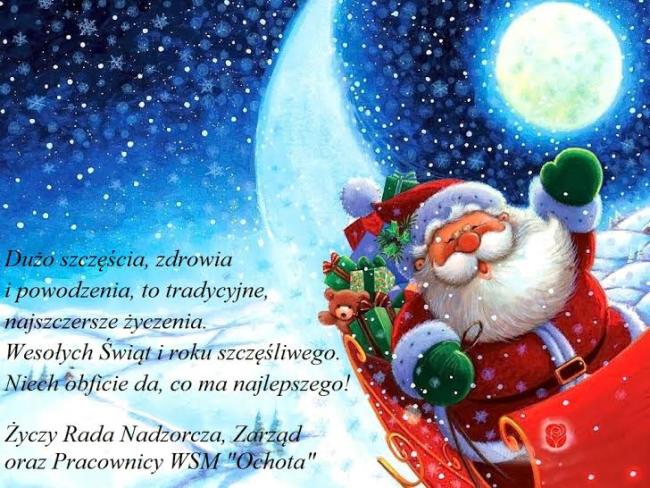 Dużo szczęścia, zdrowia
i powodzenia, to tradycyjne,
najszczersze życzenia.
Wesołych Świąt i roku szczęśliwego.
Niech obficie da, co ma najlepszego!
Życzy Rada Nadzorcza, Zarząd
oraz Pracownicy WSM "Ochota"